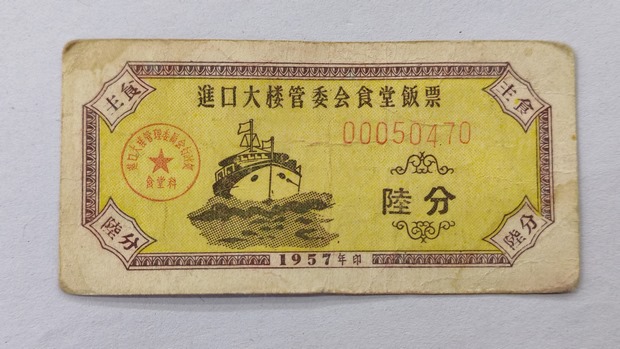 主食
主食
進口大楼管委会食堂飯票
00050470
食堂科
陸分
陸分
陸分
1957年印